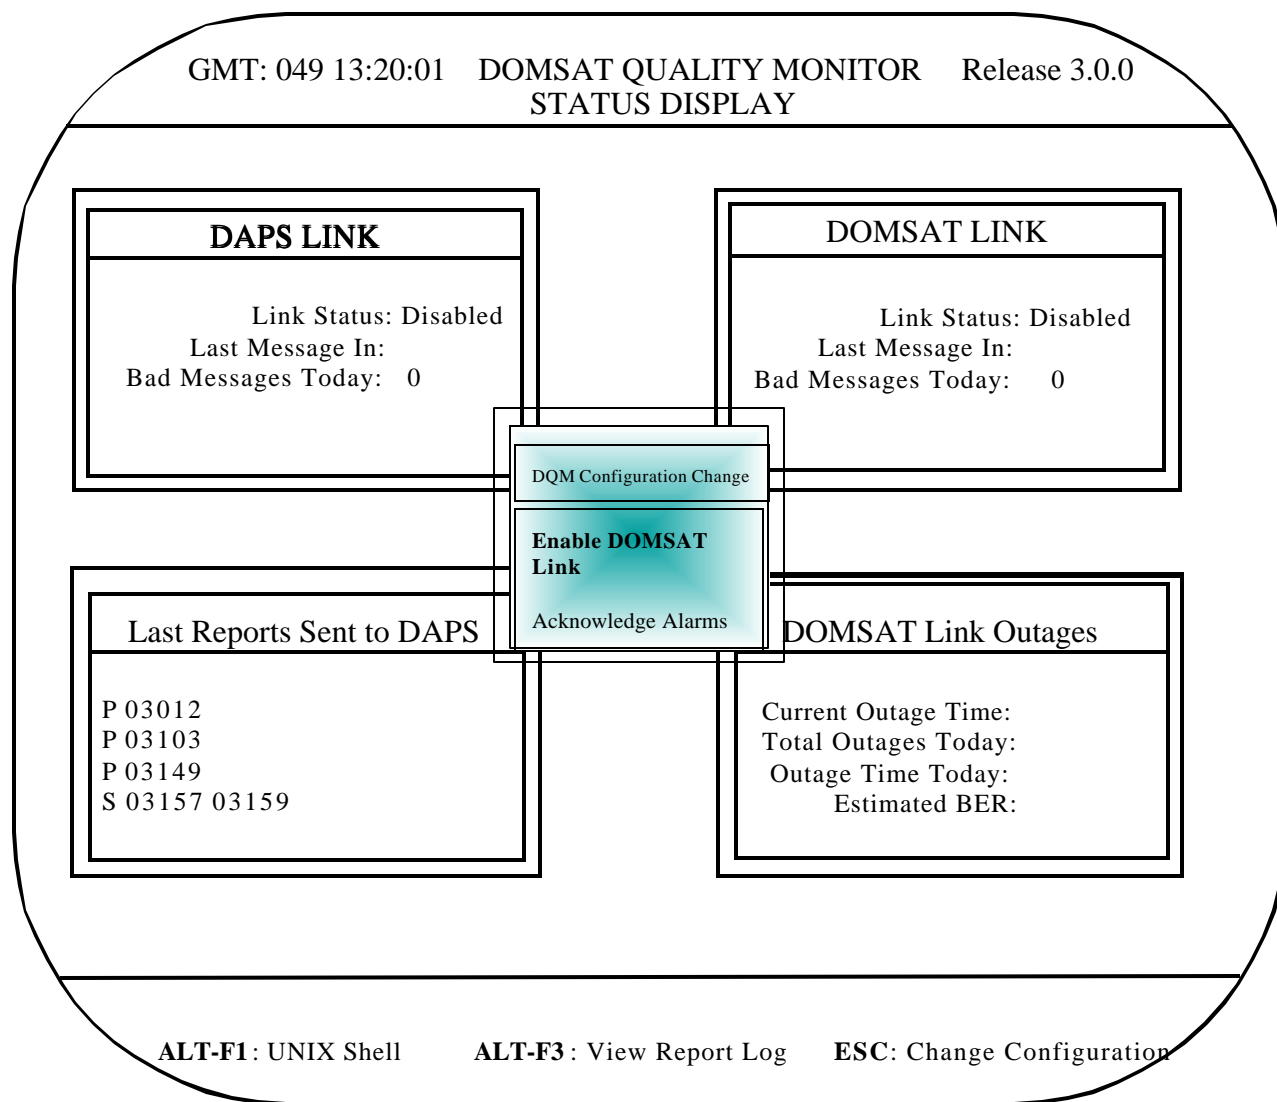 GMT: 049 13:20:01 DOMSAT QUALITY MONITOR Release 3.0.0
STATUS DISPLAY
DAPS LINK
Link Status: Disabled
Last Message In:
Bad Messages Today: 0
DOMSAT LINK
Link Status: Disabled
Last Message In:
Bad Messages Today: 0
DQM Configuration Change
Enable DOMSAT
Link
Acknowledge Alarms
Last Reports Sent to DAPS
P 03012
P 03103
P 03149
S 03157 03159
DOMSAT Link Outages
Current Outage Time:
Total Outages Today:
Outage Time Today:
Estimated BER:
ALT-F1: UNIX Shell ALT-F3: View Report Log ESC: Change Configuration